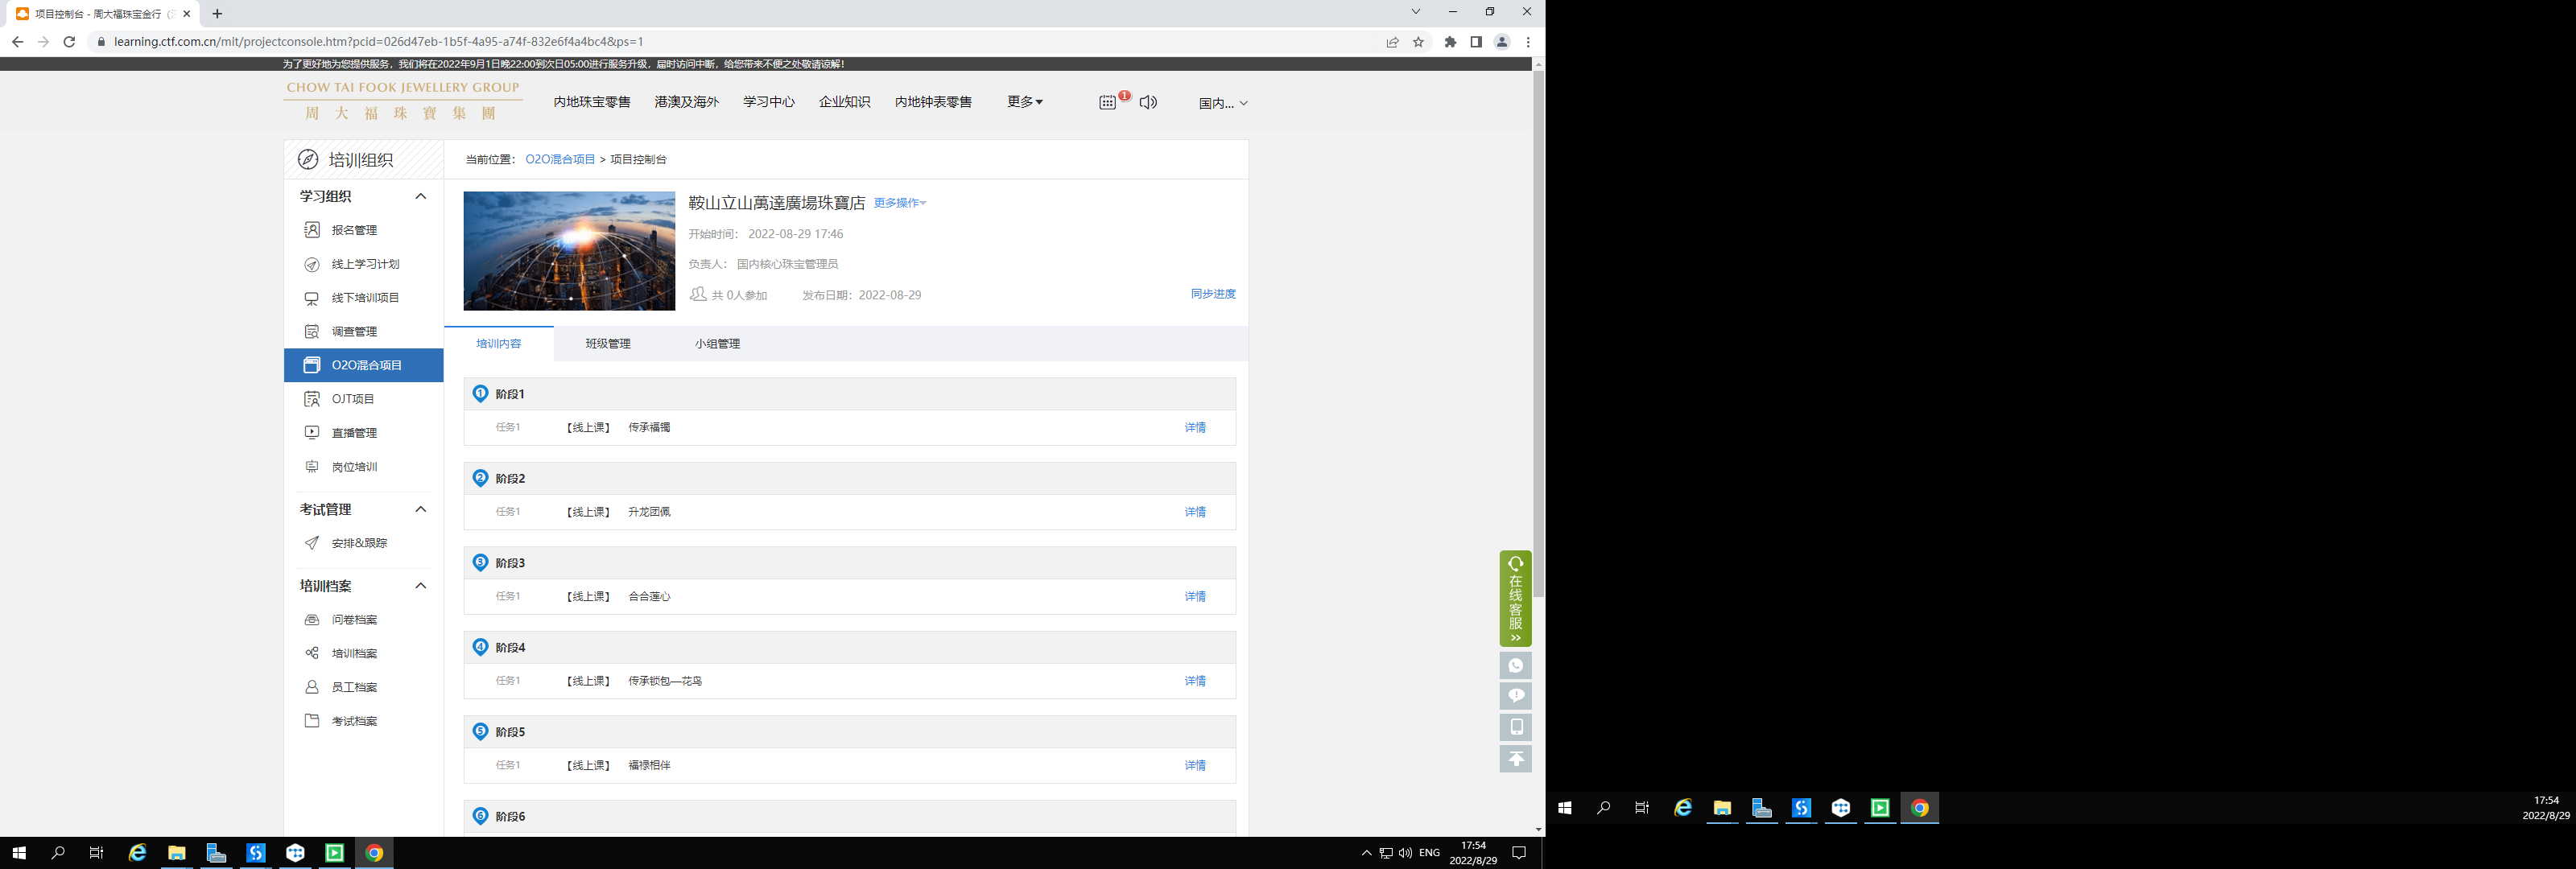 项目控制台 - 周大福珠宝金行
learning.ctf.com.cn/mit/projectconsole.htm?pcid=026d47eb-1b5f-4a95-a74f-832e6f4a4bc4&ps=1
为了更好地为您提供服务，我们将在2022年9月1日晚22:00到次日05:00进行服务升级，届时访问中断，给您带来不便之处敬请谅解！
CHOW TAI FOOK JEWELLERY GROUP
周大福珠寶集團
内地珠宝零售 港澳及海外 学习中心 企业知识 内地钟表零售 更多 1 国内...
培训组织
当前位置： O2O混合项目 > 项目控制台
学习组织
报名管理
线上学习计划
线下培训项目
调查管理
O2O混合项目
OJT项目
直播管理
岗位培训
考试管理
安排&跟踪
培训档案
问卷档案
培训档案
员工档案
考试档案
鞍山立山萬達廣場珠寶店 更多操作
开始时间： 2022-08-29 17:46
负责人： 国内核心珠宝管理员
共 0人参加 发布日期：2022-08-29 同步进度
培训内容 班级管理 小组管理
1 阶段1
任务1 【线上课】 传承福镯 详情
2 阶段2
任务1 【线上课】 升龙团佩 详情
3 阶段3
任务1 【线上课】 合合莲心 详情
4 阶段4
任务1 【线上课】 传承锁包—花鸟 详情
5 阶段5
任务1 【线上课】 福禄相伴 详情
6 阶段6
在线客服
ENG
17:54
2022/8/29
17:54
2022/8/29